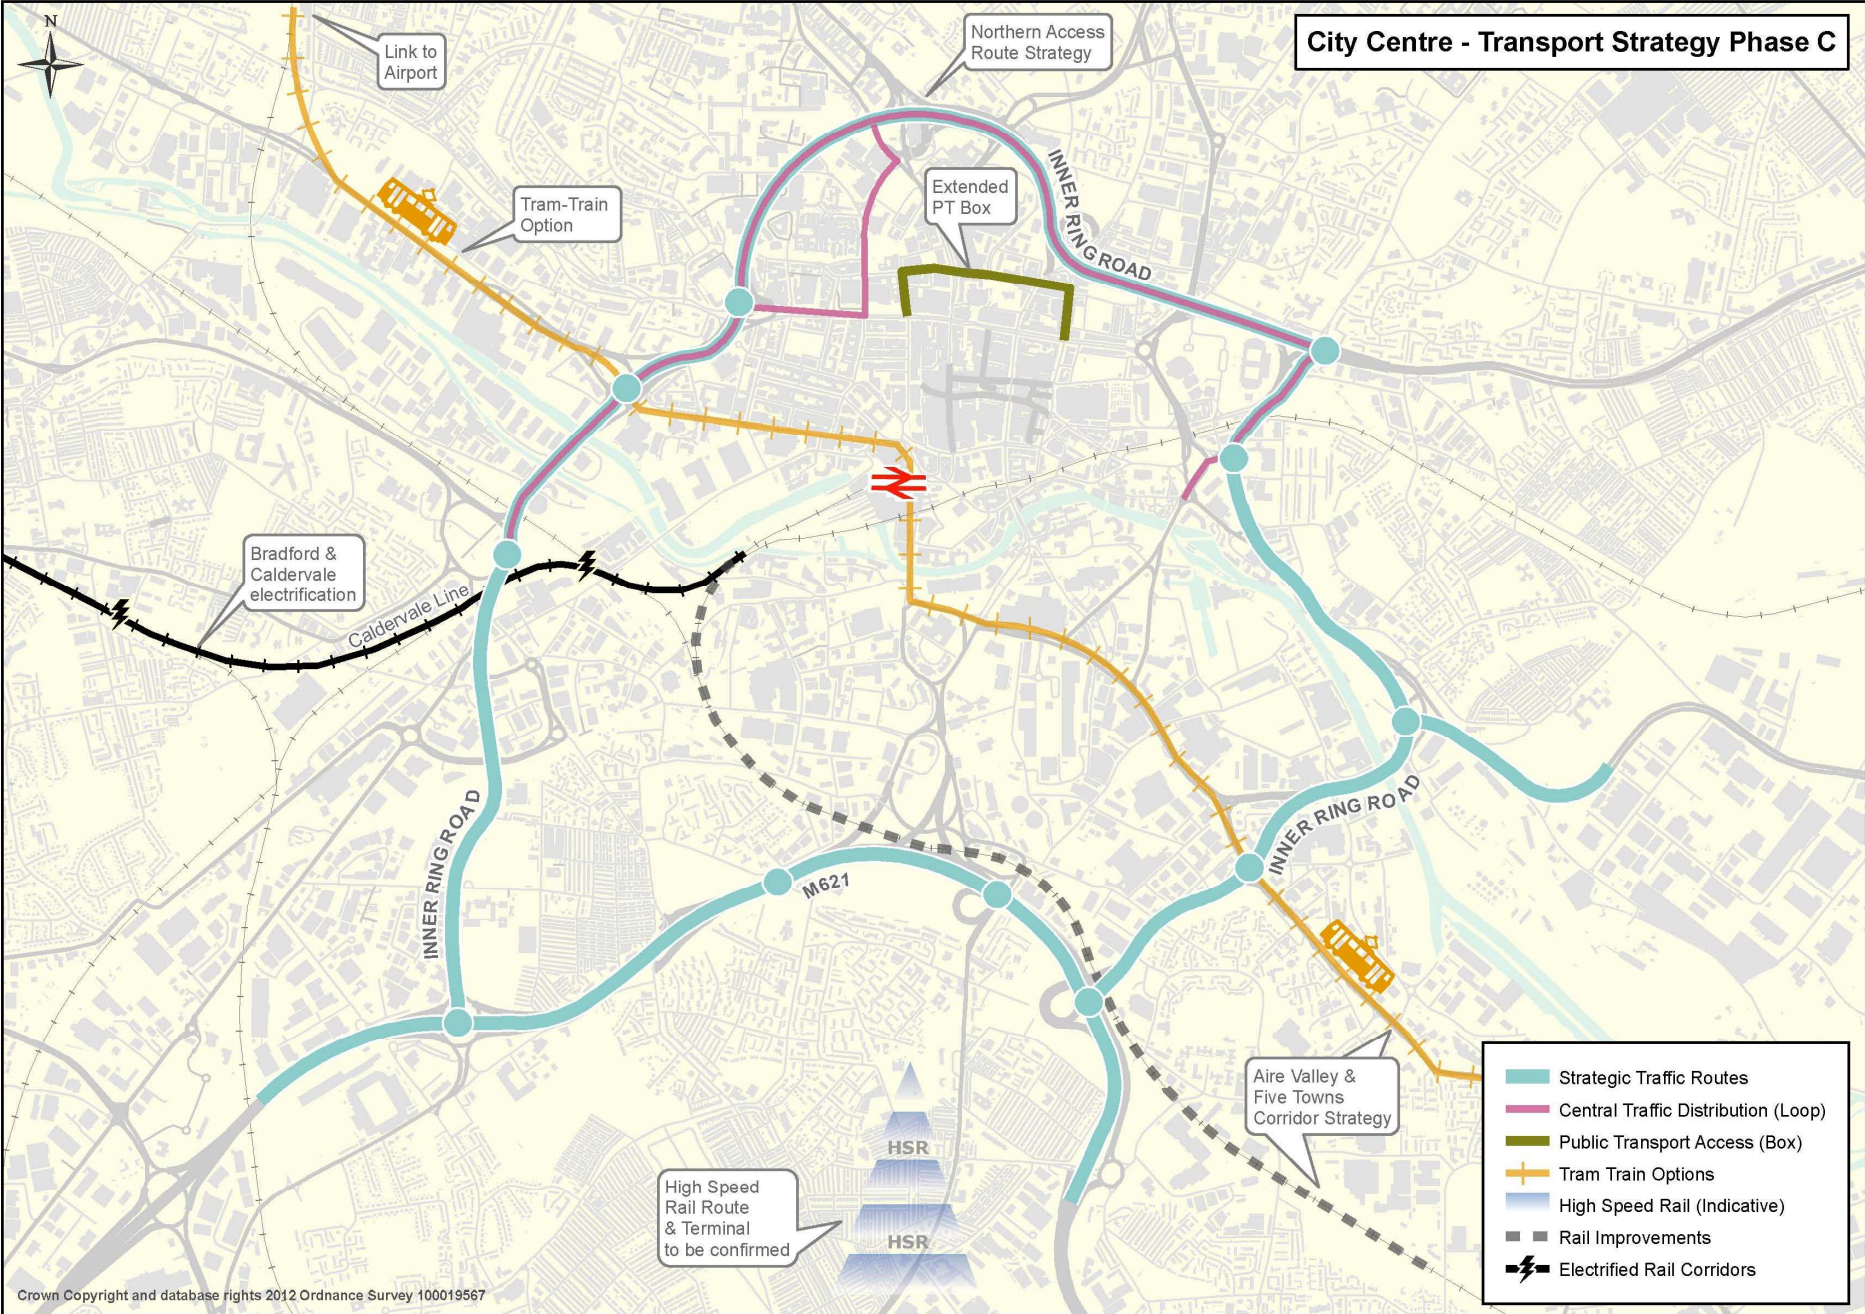 N
Link to
Airport
Northern Access
Route Strategy
City Centre - Transport Strategy Phase C
Tram-Train
Option
Extended
PT Box
INNER RING ROAD
Bradford &
Caldervale
electrification
Caldervale Line
INNER RING ROAD
INNER RING ROAD
M621
Aire Valley &
Five Towns
Corridor Strategy
HSR
High Speed
Rail Route
& Terminal
to be confirmed
HSR
Strategic Traffic Routes
Central Traffic Distribution (Loop)
Public Transport Access (Box)
Tram Train Options
High Speed Rail (Indicative)
Rail Improvements
Electrified Rail Corridors
Crown Copyright and database rights 2012 Ordnance Survey 100019567